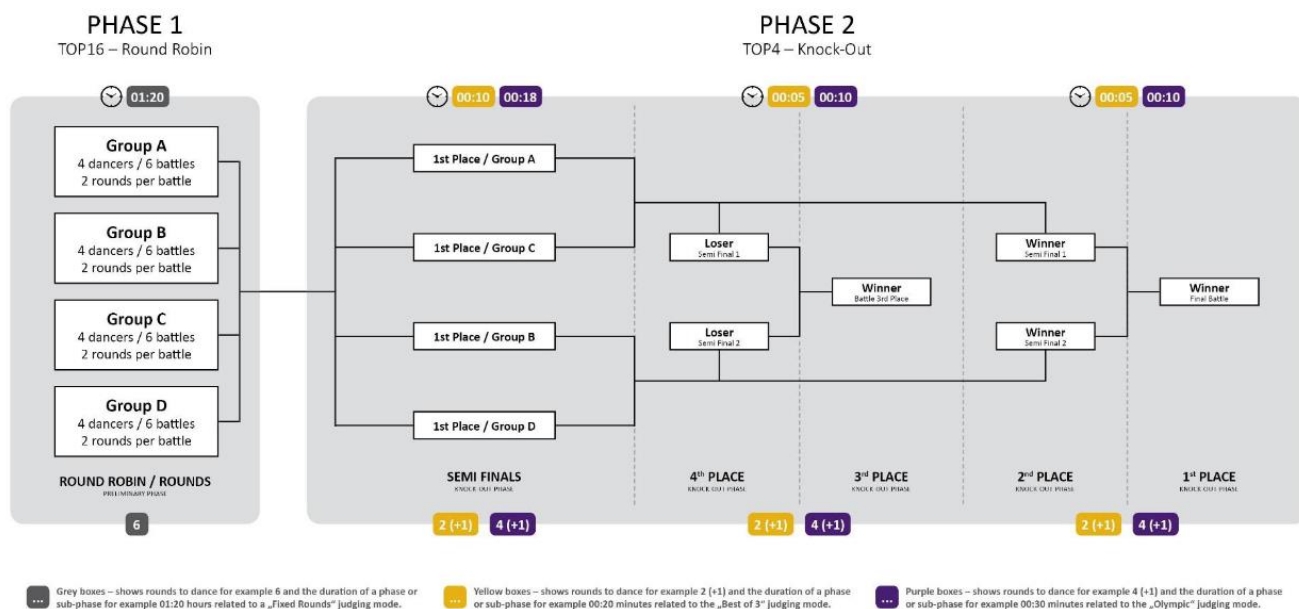 PHASE 1
TOP16 – Round Robin
PHASE 2
TOP4 – Knock-Out
01:20
00:10 00:18
00:05 00:10
00:05 00:10
Group A
4 dancers / 6 battles
2 rounds per battle
Group B
4 dancers / 6 battles
2 rounds per battle
Group C
4 dancers / 6 battles
2 rounds per battle
Group D
4 dancers / 6 battles
2 rounds per battle
ROUND ROBIN / ROUNDS
PRELIMINARY PHASE
6
1st Place / Group A
1st Place / Group C
1st Place / Group B
1st Place / Group D
SEMI FINALS
KNOCK OUT PHASE
2 (+1) 4 (+1)
Loser
Semi Final 1
Loser
Semi Final 2
Winner
Battle 3rd Place
4th PLACE
KNOCK OUT PHASE
3rd PLACE
KNOCK OUT PHASE
2 (+1) 4 (+1)
Winner
Semi Final 1
Winner
Semi Final 2
Winner
Final Battle
2nd PLACE
KNOCK OUT PHASE
1st PLACE
KNOCK OUT PHASE
2 (+1) 4 (+1)
...
Grey boxes – shows rounds to dance for example 6 and the duration of a phase or
sub-phase for example 01:20 hours related to a „Fixed Rounds“ judging mode.
...
Yellow boxes – shows rounds to dance for example 2 (+1) and the duration of a phase
or sub-phase for example 00:20 minutes related to the „Best of 3“ judging mode.
...
Purple boxes – shows rounds to dance for example 4 (+1) and the duration of a phase
or sub-phase for example 00:30 minutes related to the „Olympic“ judging mode.